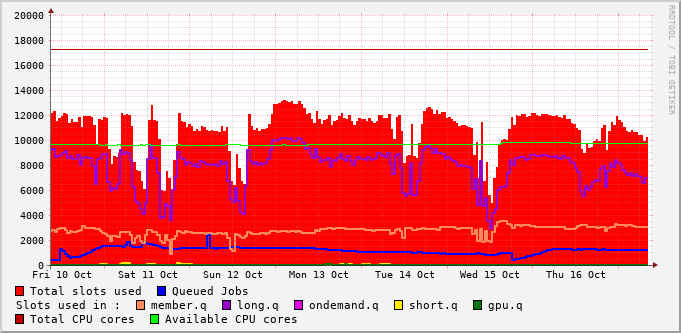 RRDTOOL / TOBI OETIKER
20000
18000
16000
14000
12000
10000
8000
6000
4000
2000
0
Fri 10 Oct Sat 11 Oct Sun 12 Oct Mon 13 Oct Tue 14 Oct Wed 15 Oct Thu 16 Oct
Total slots used Queued Jobs
Slots used in : member.q long.q ondemand.q short.q gpu.q
Total CPU cores Available CPU cores